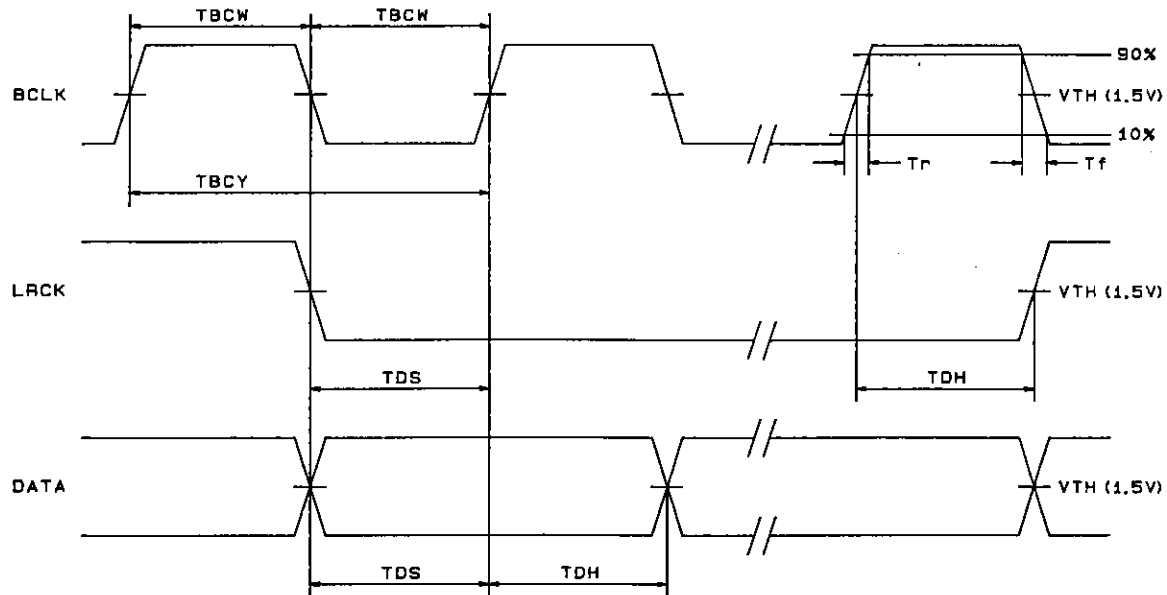 TBCW TBCW
90%
BCLK VTH (1.5V)
10%
Tr Tf
TBCY
LRCK VTH (1.5V)
TDS TDH
DATA VTH (1.5V)
TDS TDH